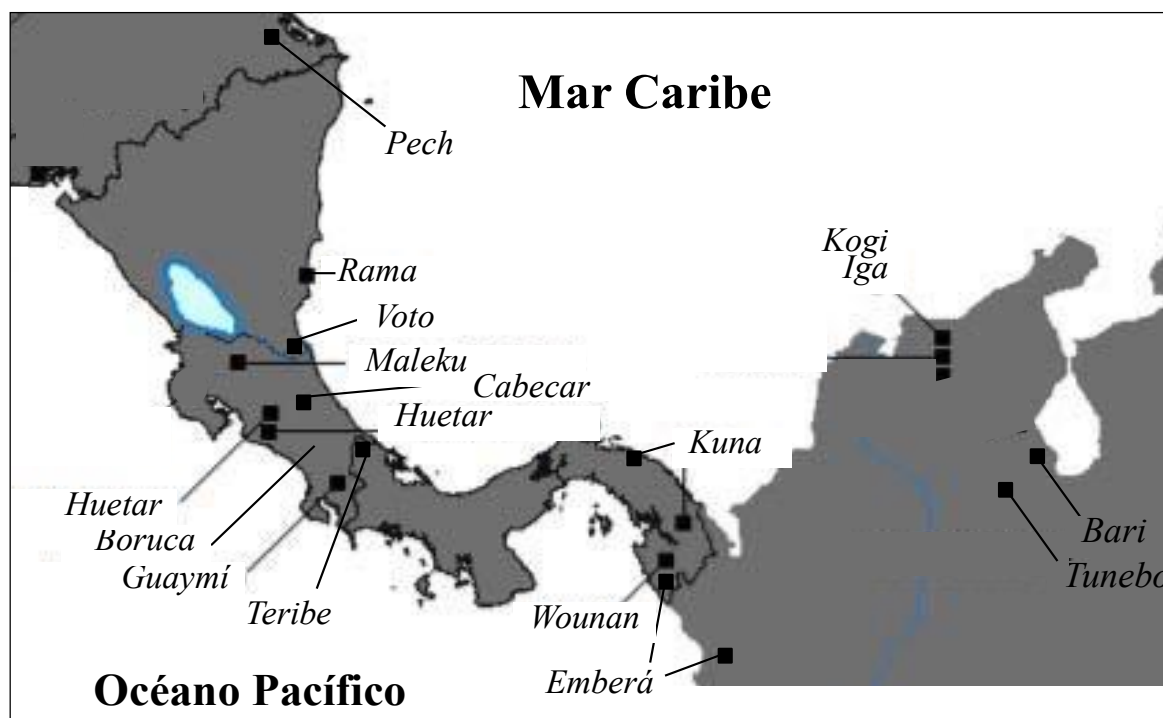 Mar Caribe
Pech
Kogi
Iga
Rama
Voto
Maleku
Cabecar
Huetar
Kuna
Huetar
Boruca
Guaymí
Teribe
Wounan
Bari
Tunebo
Emberá
Océano Pacífico